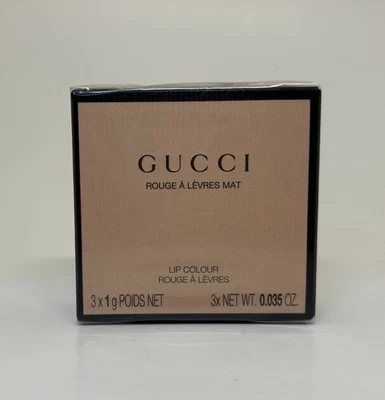 GUCCI
ROUGE À LÈVRES MAT
LIP COLOUR
ROUGE À LÈVRES
3 x 1 g POIDS NET 3x NET WT. 0.035 OZ.